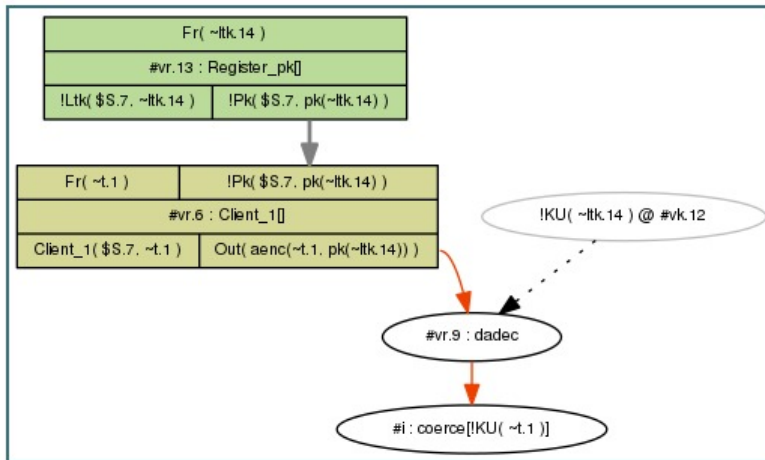 Fr( ~ltk.14 )
#vr.13 : Register_pk[]
!Ltk( $S.7, ~ltk.14 ) !Pk( $S.7, pk(~ltk.14) )
Fr( ~t.1 ) !Pk( $S.7, pk(~ltk.14) )
#vr.6 : Client_1[]
!KU( ~ltk.14 ) @ #vk.12
Client_1( $S.7, ~t.1 ) Out( aenc(~t.1, pk(~ltk.14)) )
#vr.9 : dadec
#i : coerce[!KU( ~t.1 )]